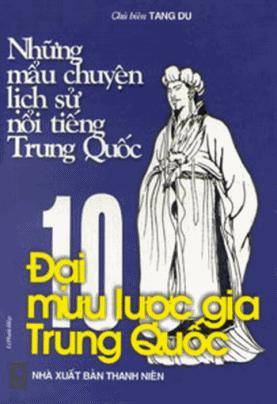 Chủ biên TANG DU
Những
mẩu chuyện
lịch sử
nổi tiếng
Trung Quốc
10
Đại
mưu lược gia
Trung Quốc
NHÀ XUẤT BẢN THANH NIÊN